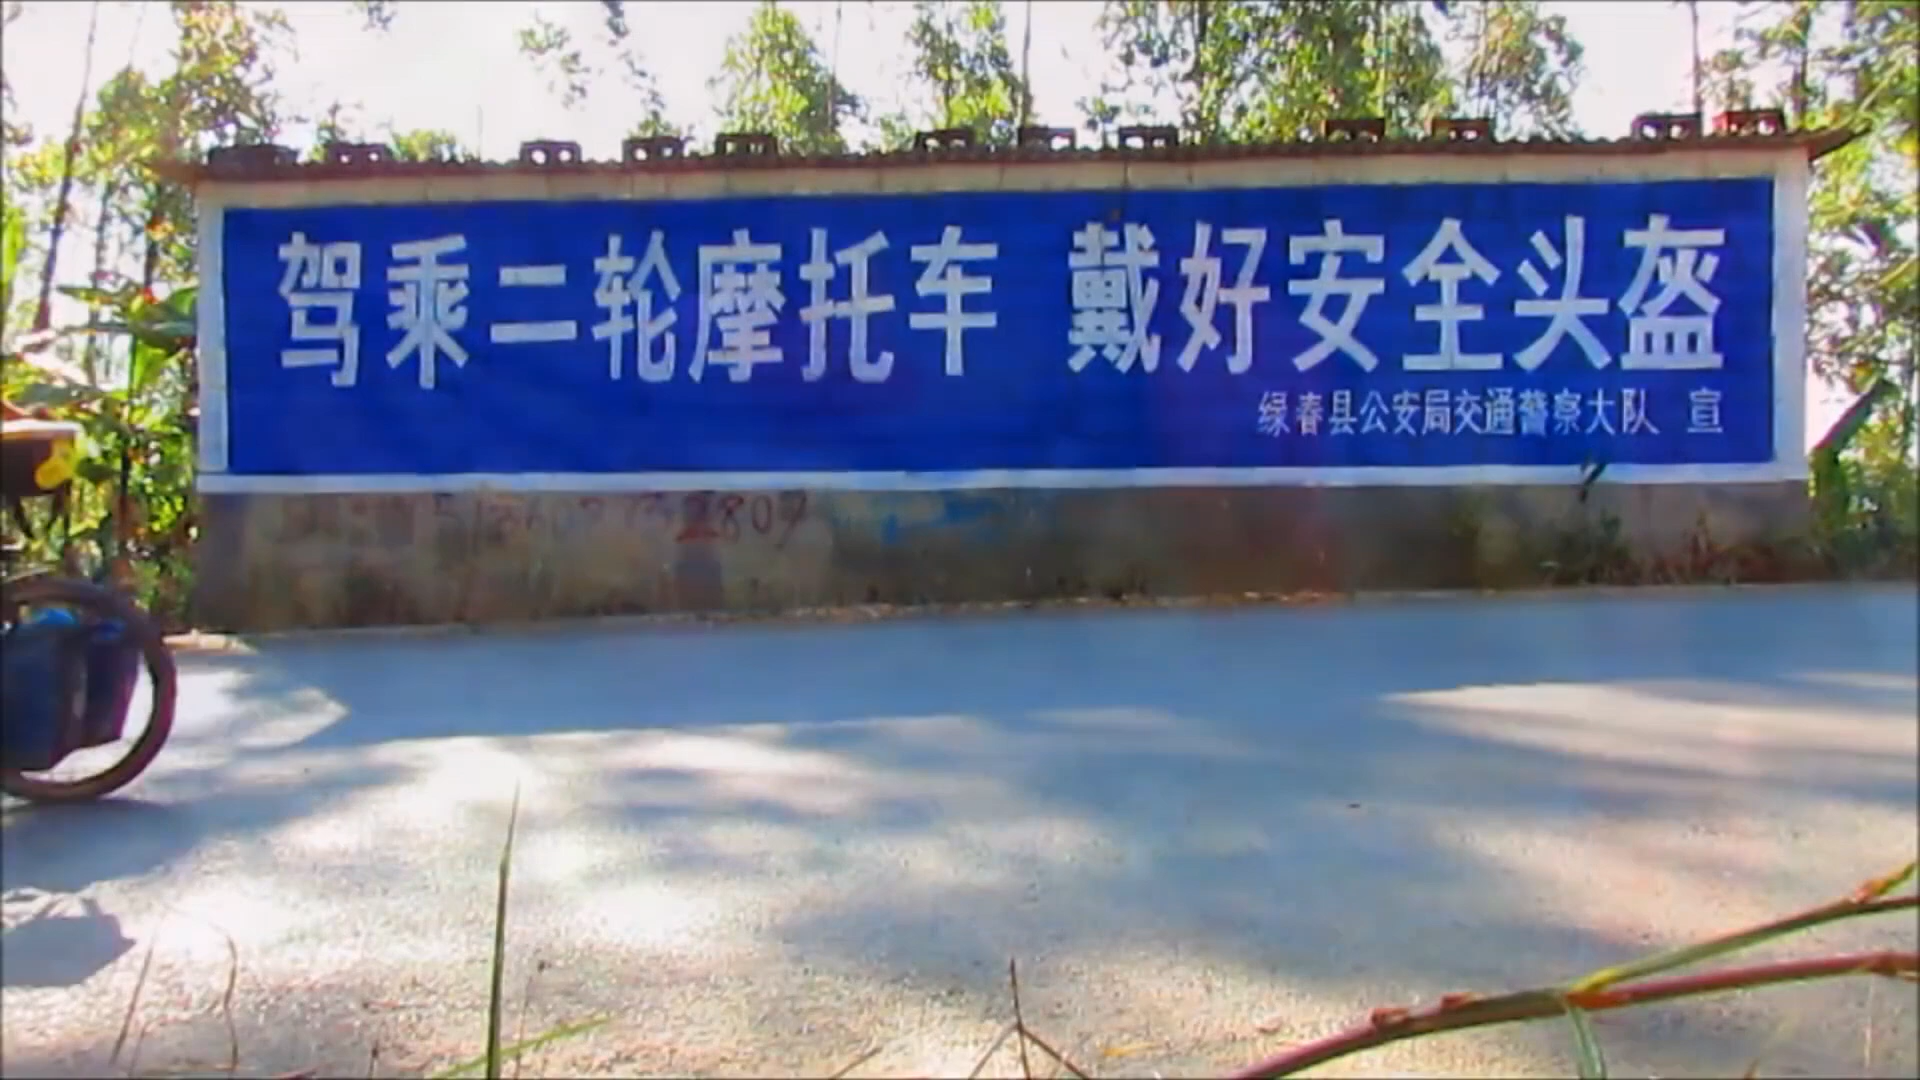 驾乘二轮摩托车 戴好安全头盔
绿春县公安局交通警察大队 宣